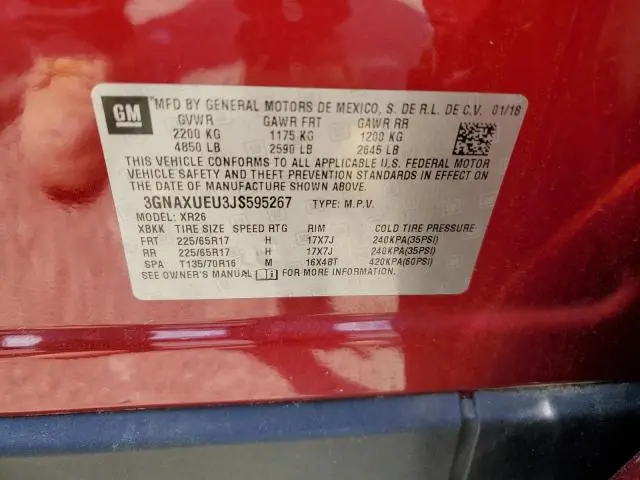 GM
MFD BY GENERAL MOTORS DE MEXICO, S. DE R.L. DE C.V. 01/18
GVWR GAWR FRT GAWR RR
2200 KG 1175 KG 1200 KG
4850 LB 2590 LB 2645 LB
THIS VEHICLE CONFORMS TO ALL APPLICABLE U.S. FEDERAL MOTOR
VEHICLE SAFETY AND THEFT PREVENTION STANDARDS IN EFFECT
ON THE DATE OF MANUFACTURE SHOWN ABOVE.
3GNAXUEU3JS595267 TYPE: M.P.V.
MODEL: XR26
XBKK TIRE SIZE SPEED RTG RIM COLD TIRE PRESSURE
FRT 225/65R17 H 17X7J 240KPA(35PSI)
RR 225/65R17 H 17X7J 240KPA(35PSI)
SPA T135/70R16 M 16X4BT 420KPA(60PSI)
SEE OWNER'S MANUAL FOR MORE INFORMATION